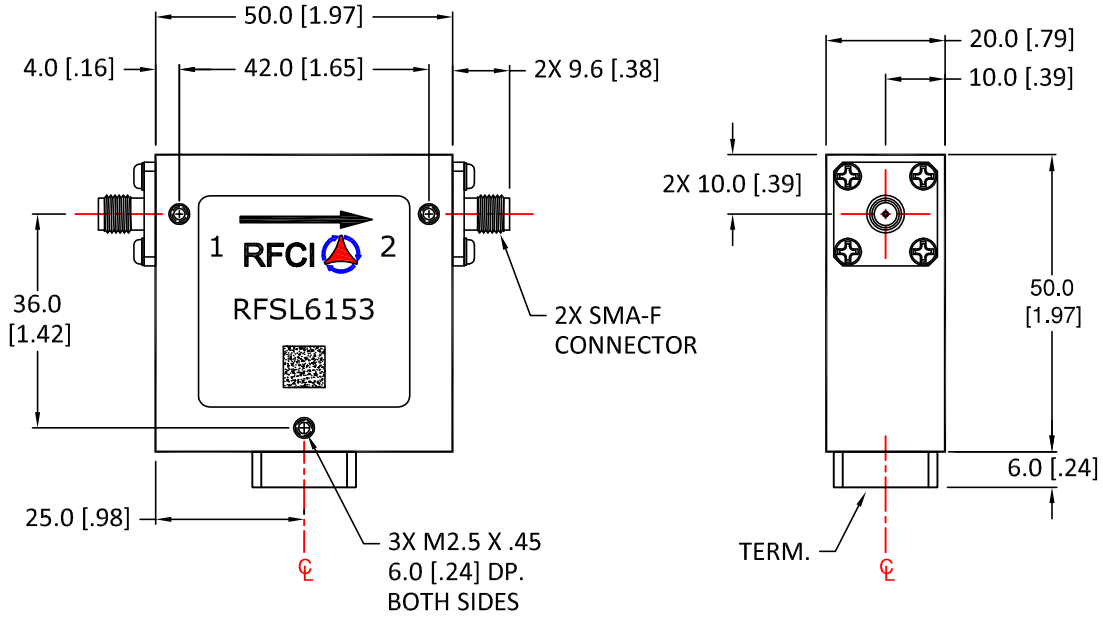 50.0 [1.97]
4.0 [.16]
42.0 [1.65]
2X 9.6 [.38]
20.0 [.79]
10.0 [.39]
2X 10.0 [.39]
1
2
RFCI
RFSL6153
36.0
[1.42]
2X SMA-F
CONNECTOR
50.0
[1.97]
6.0 [.24]
25.0 [.98]
3X M2.5 X .45
6.0 [.24] DP.
BOTH SIDES
TERM.
℄
℄